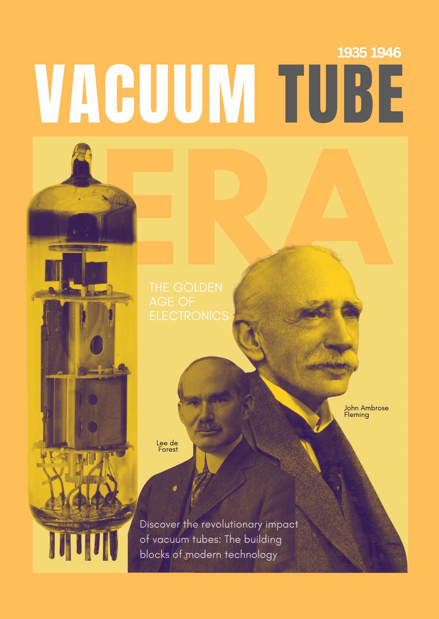 1935 1946
VACUUM TUBE
ERA
THE GOLDEN
AGE OF
ELECTRONICS
John Ambrose
Fleming
Lee de
Forest
Discover the revolutionary impact
of vacuum tubes: The building
blocks of modern technology